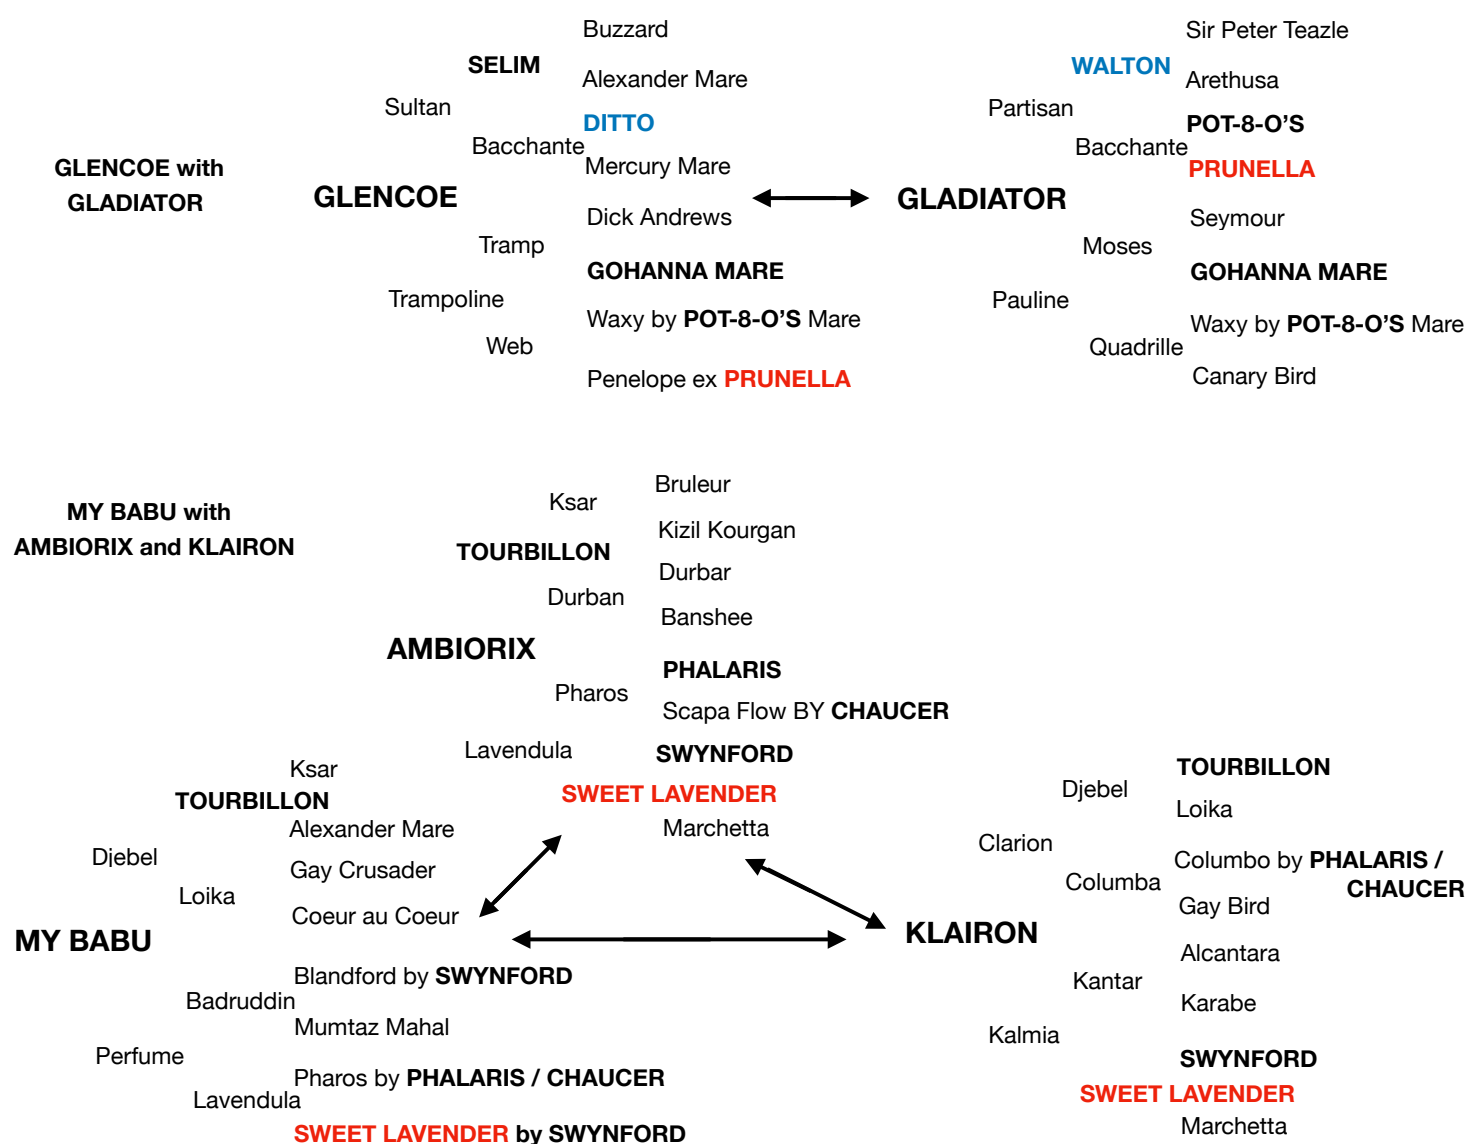 GLENCOE with
GLADIATOR
GLENCOE
Sultan
SELIM
Buzzard
Alexander Mare
Bacchante
DITTO
Mercury Mare
Trampoline
Tramp
Dick Andrews
GOHANNA MARE
Web
Waxy by POT-8-O'S Mare
Penelope ex PRUNELLA
GLADIATOR
Partisan
WALTON
Sir Peter Teazle
Arethusa
Bacchante
POT-8-O'S
PRUNELLA
Pauline
Moses
Seymour
GOHANNA MARE
Quadrille
Waxy by POT-8-O'S Mare
Canary Bird
MY BABU with
AMBIORIX and KLAIRON
AMBIORIX
TOURBILLON
Ksar
Bruleur
Kizil Kourgan
Durban
Durbar
Banshee
Lavendula
Pharos
PHALARIS
Scapa Flow BY CHAUCER
SWEET LAVENDER
SWYNFORD
Marchetta
MY BABU
Djebel
TOURBILLON
Ksar
Alexander Mare
Loika
Gay Crusader
Coeur au Coeur
Perfume
Badruddin
Blandford by SWYNFORD
Mumtaz Mahal
Lavendula
Pharos by PHALARIS / CHAUCER
SWEET LAVENDER by SWYNFORD
KLAIRON
Clarion
Djebel
TOURBILLON
Loika
Columba
Columbo by PHALARIS /
CHAUCER
Gay Bird
Kalmia
Kantar
Alcantara
Karabe
SWEET LAVENDER
SWYNFORD
Marchetta